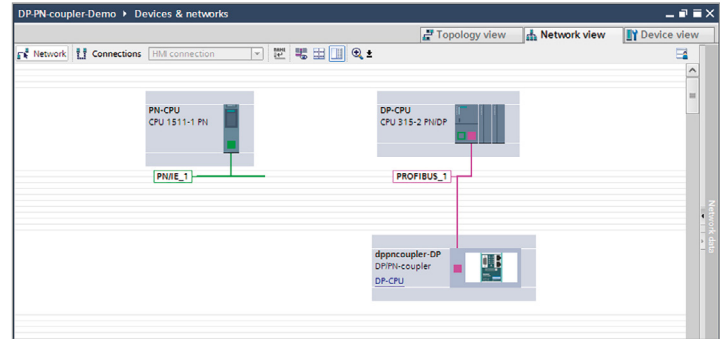 DP-PN-coupler-Demo ▸ Devices & networks
Topology view Network view Device view
Network Connections HMI connection
PN-CPU
CPU 1511-1 PN
DP-CPU
CPU 315-2 PN/DP
PN/IE_1
PROFIBUS_1
dppncoupler-DP
DP/PN-coupler
DP-CPU
Network data